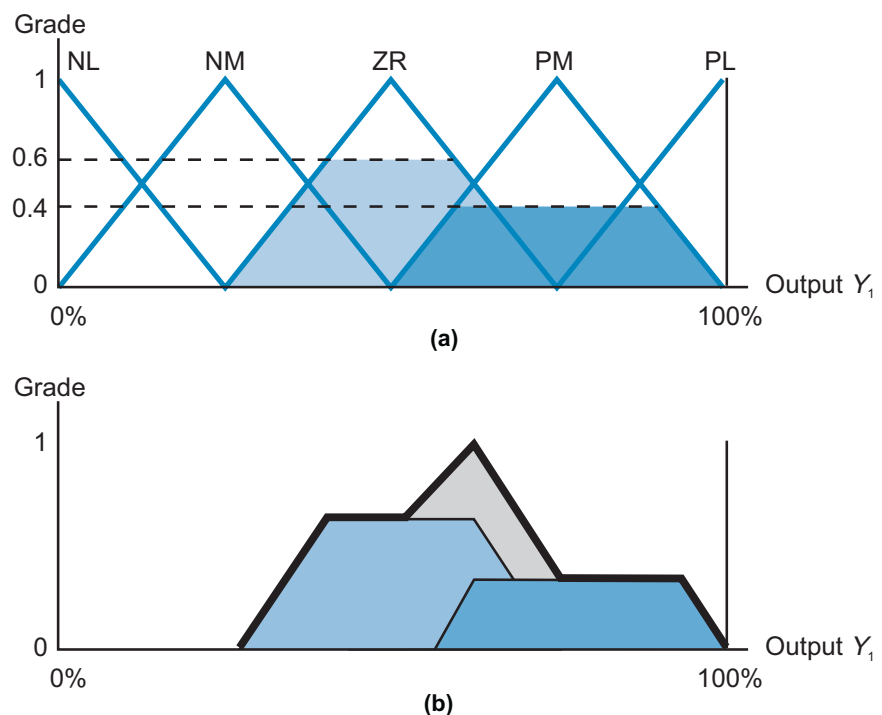 Grade
NL NM ZR PM PL
1
0.6
0.4
0
Output Y₁
0% 100%
(a)
Grade
1
0
Output Y₁
0% 100%
(b)